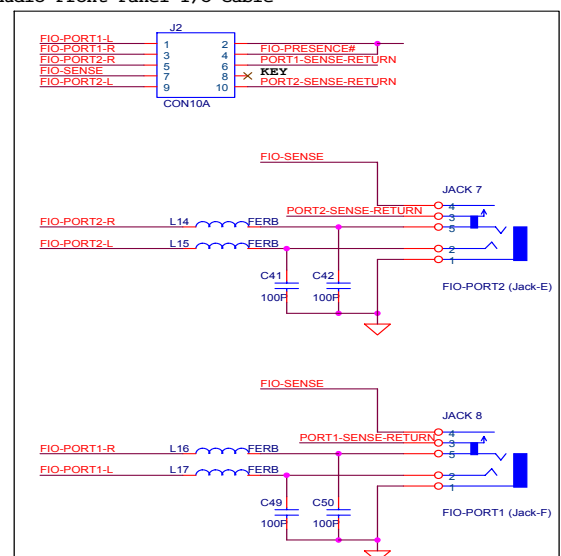 Audio Front Panel I/O Cable
J2
FIO-PORT1-L 1 2
FIO-PORT1-R 3 4 FIO-PRESENCE#
FIO-PORT2-R 5 6 PORT1-SENSE-RETURN
FIO-SENSE 7 8 KEY
FIO-PORT2-L 9 10 PORT2-SENSE-RETURN
CON10A
FIO-SENSE
JACK 7
4
PORT2-SENSE-RETURN 3
FIO-PORT2-R L14 FERB 5
FIO-PORT2-L L15 FERB 2
1
C41 C42
100P 100P
FIO-PORT2 (Jack-E)
FIO-SENSE
JACK 8
4
PORT1-SENSE-RETURN 3
FIO-PORT1-R L16 FERB 5
FIO-PORT1-L L17 FERB 2
1
C49 C50
100P 100P
FIO-PORT1 (Jack-F)